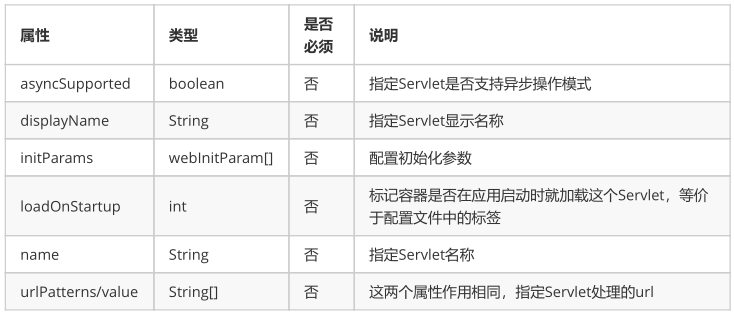 属性 类型 是否必须 说明
asyncSupported boolean 否 指定Servlet是否支持异步操作模式
displayName String 否 指定Servlet显示名称
initParams webInitParam[] 否 配置初始化参数
loadOnStartup int 否 标记容器是否在应用启动时就加载这个Servlet，等价
于配置文件中的标签
name String 否 指定Servlet名称
urlPatterns/value String[] 否 这两个属性作用相同，指定Servlet处理的url